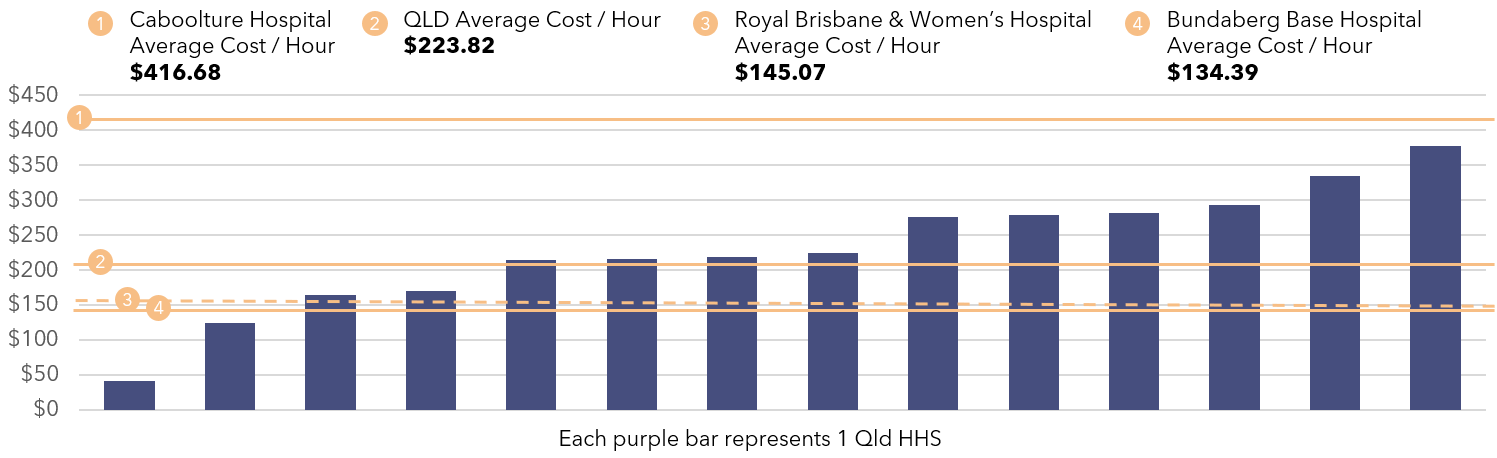 1 Caboolture Hospital
Average Cost / Hour
$416.68
2 QLD Average Cost / Hour
$223.82
3 Royal Brisbane & Women’s Hospital
Average Cost / Hour
$145.07
4 Bundaberg Base Hospital
Average Cost / Hour
$134.39
$450
1
$400
$350
$300
$250
2
$200
3
$150
4
$100
$50
$0
Each purple bar represents 1 Qld HHS